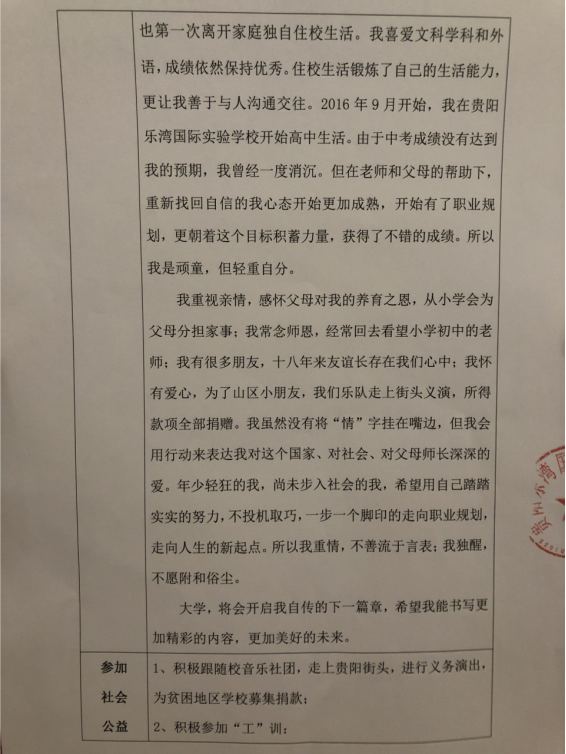 也第一次离开家庭独自住校生活。我喜爱文科学科和外
语，成绩依然保持优秀。住校生活锻炼了自己的生活能力，
更让我善于与人沟通交往。2016年9月开始，我在贵阳
乐湾国际实验学校开始高中生活。由于中考成绩没有达到
我的预期，我曾经一度消沉。但在老师和父母的帮助下，
重新找回自信的我心态开始更加成熟，开始有了职业规
划，更朝着这个目标积蓄力量，获得了不错的成绩。所以
我是顽童，但轻重自分。
我重视亲情，感怀父母对我的养育之恩，从小学会为
父母分担家事；我常念师恩，经常回去看望小学初中的老
师；我有很多朋友，十八年来友谊长存在我们心中；我怀
有爱心，为了山区小朋友，我们乐队走上街头义演，所得
款项全部捐赠。我虽然没有将“情”字挂在嘴边，但我会
用行动来表达我对这个国家、对社会、对父母师长深深的
爱。年少轻狂的我，尚未步入社会的我，希望用自己踏踏
实实的努力，不投机取巧，一步一个脚印的走向职业规划，
走向人生的新起点。所以我重情，不善流于言表；我独醒，
不愿附和俗尘。
大学，将会开启我自传的下一篇章，希望我能书写更
加精彩的内容，更加美好的未来。
参加
社会
公益
1、积极跟随校音乐社团，走上贵阳街头，进行义务演出，
为贫困地区学校募集捐款；
2、积极参加“工”训：
贵阳乐湾国